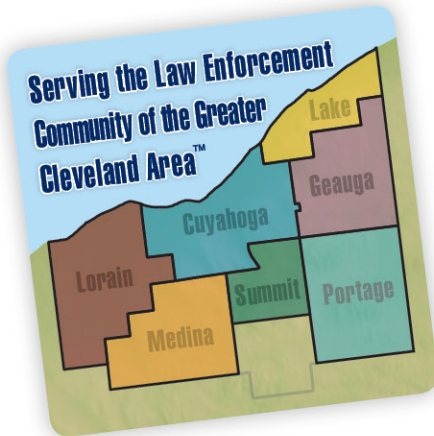 Serving the Law Enforcement
Community of the Greater
Cleveland Area™
Lake
Geauga
Cuyahoga
Lorain
Summit
Portage
Medina